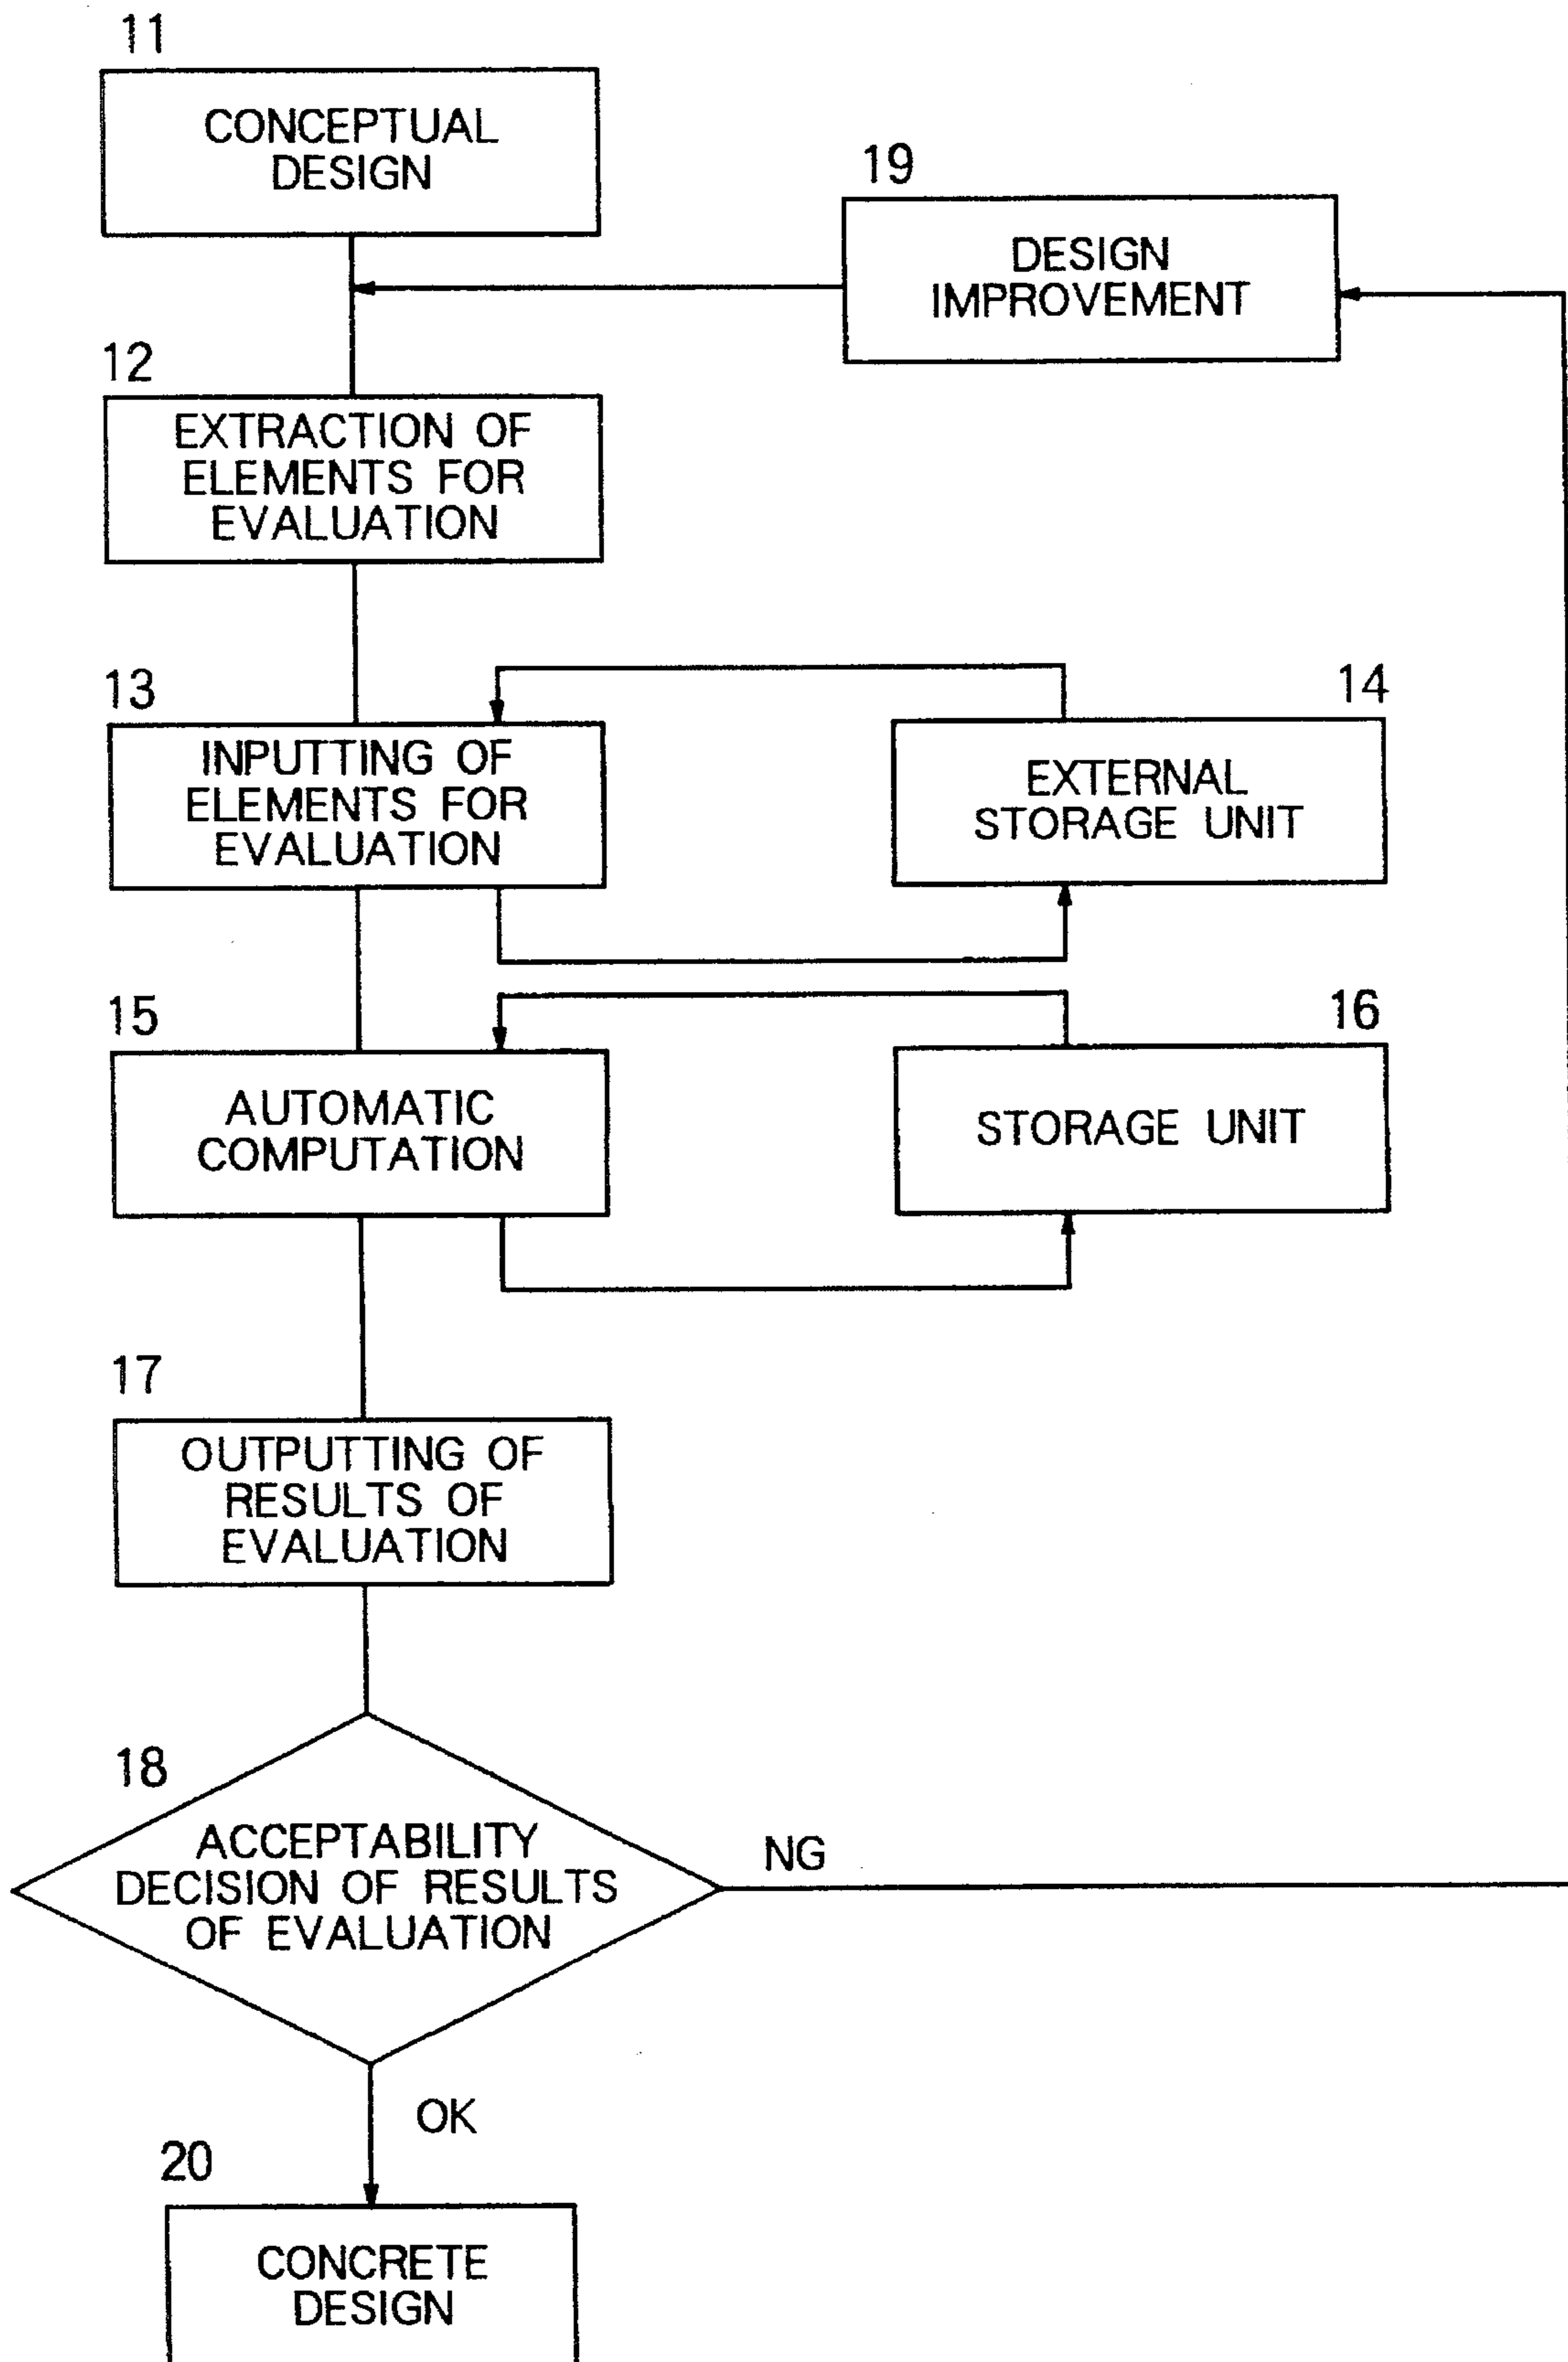 11
CONCEPTUAL
DESIGN
19
DESIGN
IMPROVEMENT
12
EXTRACTION OF
ELEMENTS FOR
EVALUATION
13
INPUTTING OF
ELEMENTS FOR
EVALUATION
14
EXTERNAL
STORAGE UNIT
15
AUTOMATIC
COMPUTATION
16
STORAGE UNIT
17
OUTPUTTING OF
RESULTS OF
EVALUATION
18
ACCEPTABILITY
DECISION OF RESULTS
OF EVALUATION
NG
OK
20
CONCRETE
DESIGN